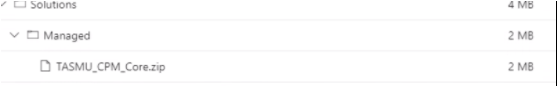 Solutions 4 MB
Managed 2 MB
TASMU_CPM_Core.zip 2 MB